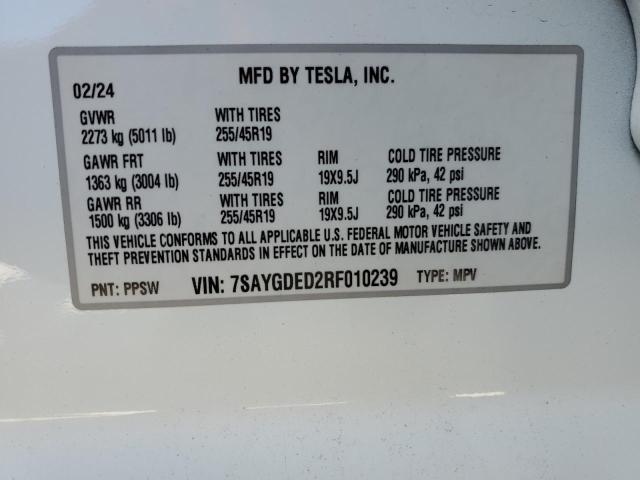 MFD BY TESLA, INC.
02/24
GVWR WITH TIRES
2273 kg (5011 lb) 255/45R19
GAWR FRT WITH TIRES RIM COLD TIRE PRESSURE
1363 kg (3004 lb) 255/45R19 19X9.5J 290 kPa, 42 psi
GAWR RR WITH TIRES RIM COLD TIRE PRESSURE
1500 kg (3306 lb) 255/45R19 19X9.5J 290 kPa, 42 psi
THIS VEHICLE CONFORMS TO ALL APPLICABLE U.S. FEDERAL MOTOR VEHICLE SAFETY AND
THEFT PREVENTION STANDARDS IN EFFECT ON THE DATE OF MANUFACTURE SHOWN ABOVE.
PNT: PPSW VIN: 7SAYGDED2RF010239 TYPE: MPV